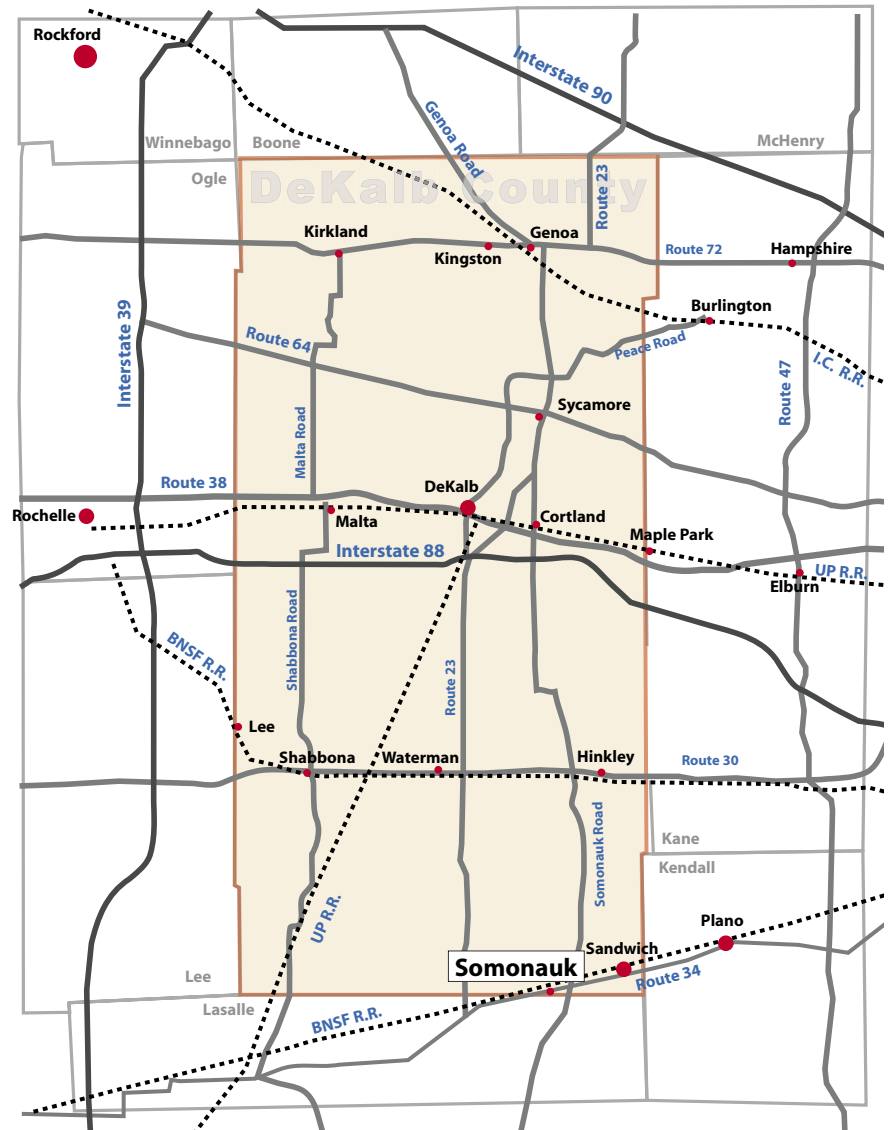 Rockford
Interstate 90
Genoa Road
Winnebago
Boone
McHenry
Ogle
DeKalb County
Route 23
Kirkland
Kingston
Genoa
Route 72
Hampshire
Interstate 39
Burlington
Route 64
Peace Road
I.C. R.R.
Route 47
Sycamore
Malta Road
Route 38
DeKalb
Rochelle
Malta
Cortland
Maple Park
Interstate 88
UP R.R.
Elburn
BNSF R.R.
Shabbona Road
Route 23
Lee
Shabbona
Waterman
Hinkley
Route 30
Somonauk Road
Kane
Kendall
UP R.R.
Plano
Sandwich
Somonauk
Route 34
Lee
Lasalle
BNSF R.R.